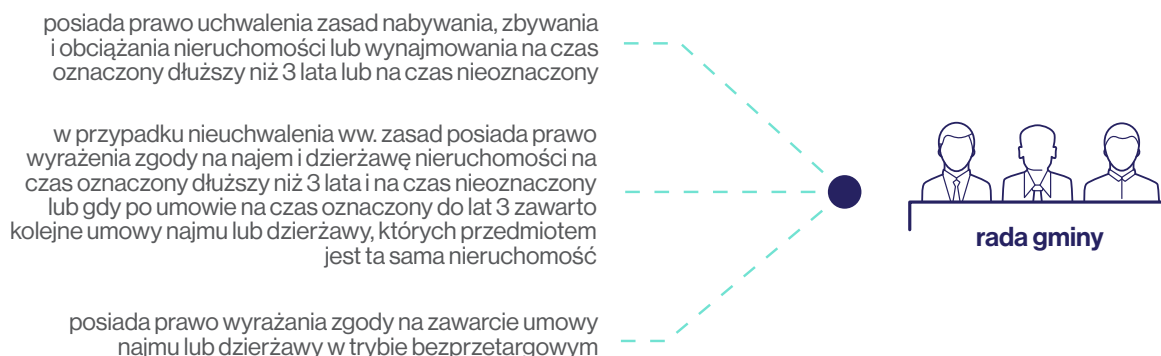 posiada prawo uchwalenia zasad nabywania, zbywania
i obciążania nieruchomości lub wynajmowania na czas
oznaczony dłuższy niż 3 lata lub na czas nieoznaczony
w przypadku nieuchwalenia ww. zasad posiada prawo
wyrażenia zgody na najem i dzierżawę nieruchomości na
czas oznaczony dłuższy niż 3 lata i na czas nieoznaczony
lub gdy po umowie na czas oznaczony do lat 3 zawarto
kolejne umowy najmu lub dzierżawy, których przedmiotem
jest ta sama nieruchomość
posiada prawo wyrażania zgody na zawarcie umowy
najmu lub dzierżawy w trybie bezprzetargowym
rada gminy